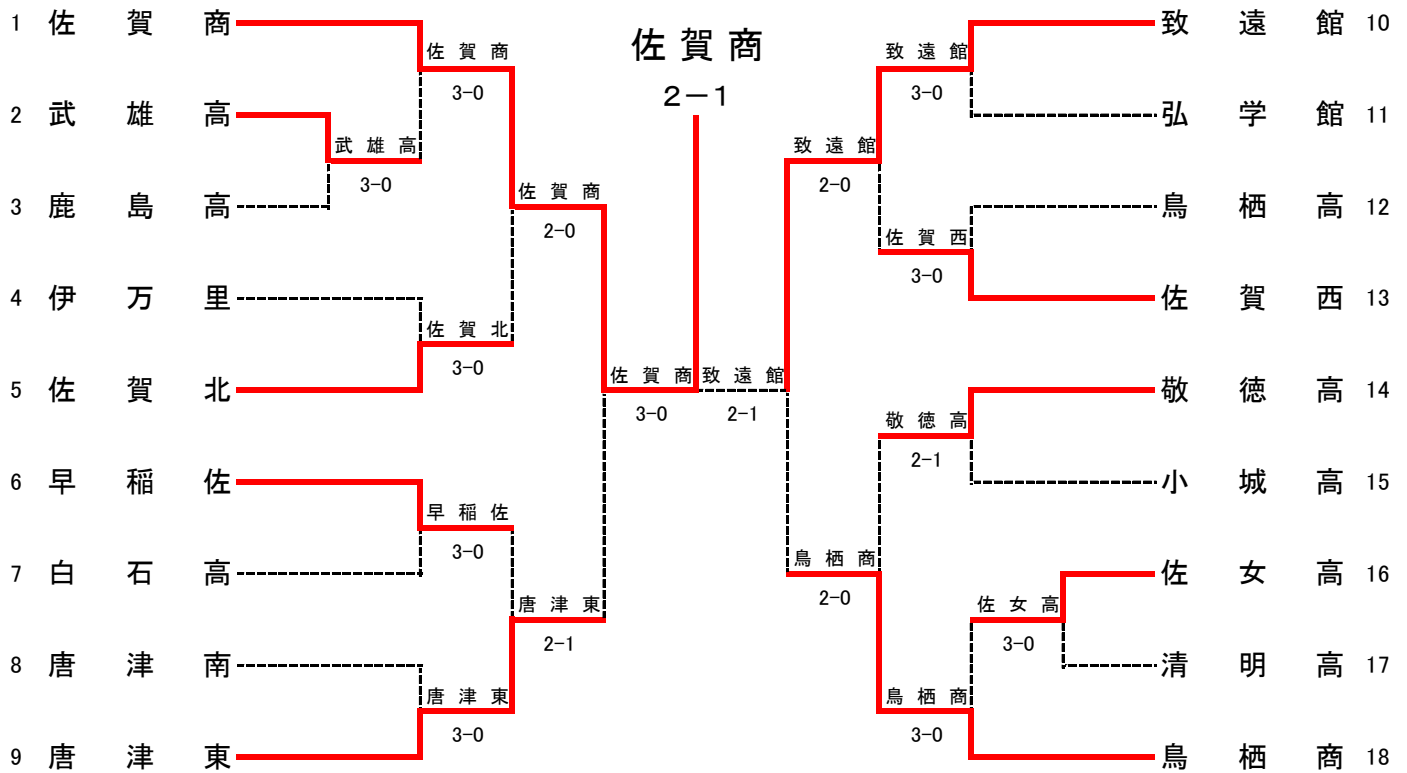 1 佐賀商
致遠館 10
佐賀商
佐賀商
致遠館
3-0
2-1
3-0
2 武雄高
弘学館 11
武雄高
致遠館
3-0
2-0
3 鹿島高
佐賀商
鳥栖高 12
2-0
佐賀西
3-0
4 伊万里
佐賀西 13
佐賀北
3-0
5 佐賀北
佐賀商
致遠館
敬徳高 14
3-0
2-1
敬徳高
2-1
6 早稲佐
小城高 15
早稲佐
3-0
7 白石高
鳥栖商
佐女高 16
2-0
唐津東
佐女高
2-1
3-0
8 唐津南
清明高 17
唐津東
鳥栖商
3-0
3-0
9 唐津東
鳥栖商 18